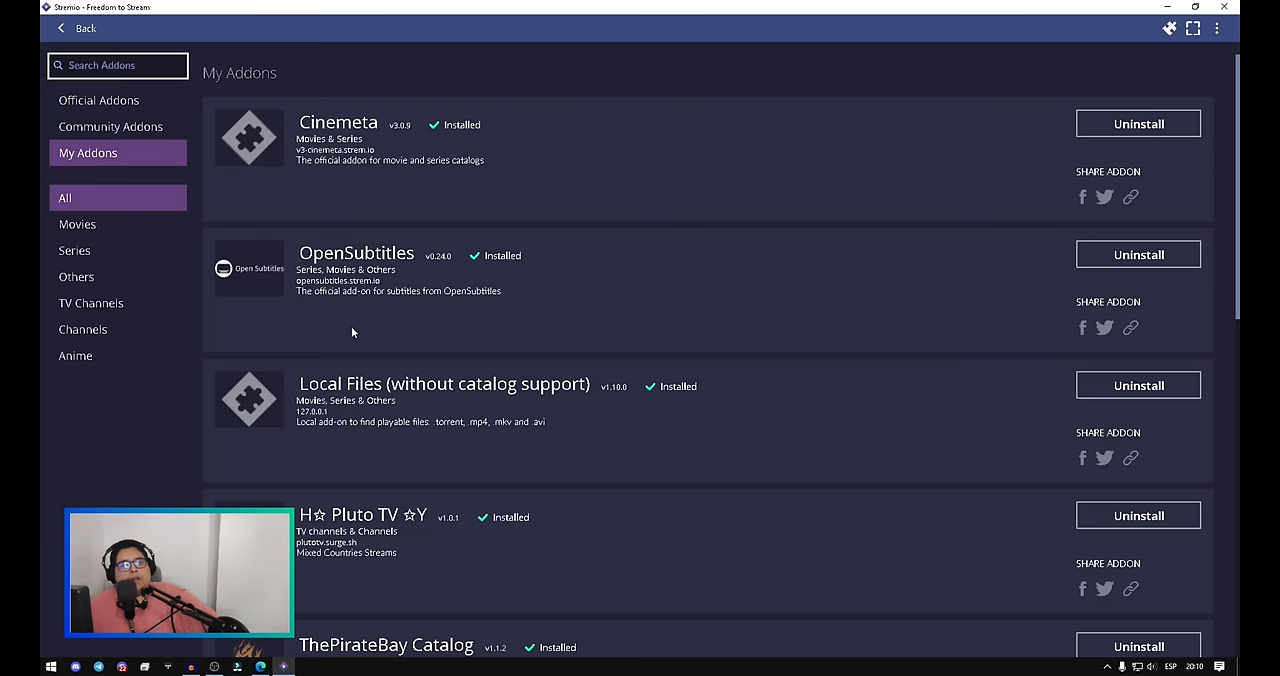 Stremio - Freedom to Stream
Back
Search Addons
Official Addons
Community Addons
My Addons
All
Movies
Series
Others
TV Channels
Channels
Anime
My Addons
Cinemeta v3.0.9 Installed
Movies & Series
v3-cinemeta.strem.io
The official addon for movie and series catalogs
Uninstall
SHARE ADDON
Open Subtitles
OpenSubtitles v0.24.0 Installed
Series, Movies & Others
opensubtitles.strem.io
The official add-on for subtitles from OpenSubtitles
Uninstall
SHARE ADDON
Local Files (without catalog support) v1.10.0 Installed
Movies, Series & Others
127.0.0.1
Local add-on to find playable files: .torrent, .mp4, .mkv and .avi
Uninstall
SHARE ADDON
H☆ Pluto TV ☆Y v1.0.1 Installed
TV channels & Channels
plutotv.surge.sh
Mixed Countries Streams
Uninstall
SHARE ADDON
ThePirateBay Catalog v1.1.2 Installed
Uninstall
22
ESP
20:10